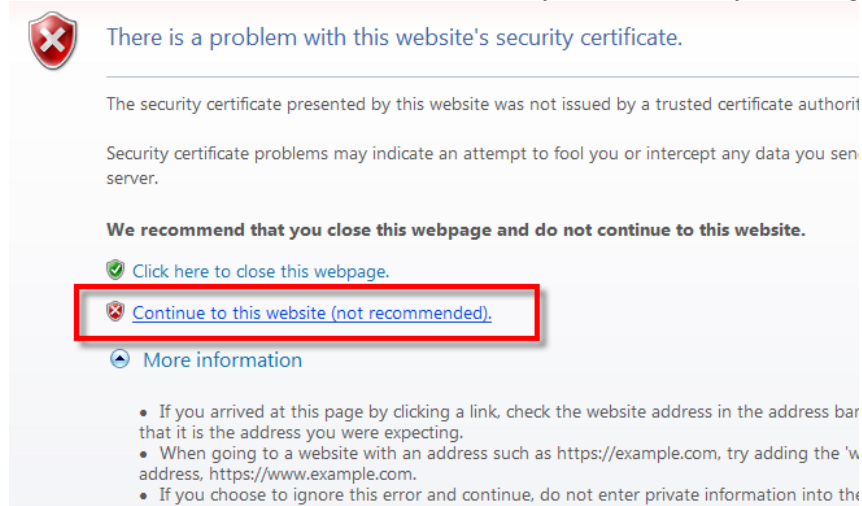 There is a problem with this website's security certificate.
The security certificate presented by this website was not issued by a trusted certificate authorit
Security certificate problems may indicate an attempt to fool you or intercept any data you sen
server.
We recommend that you close this webpage and do not continue to this website.
Click here to close this webpage.
Continue to this website (not recommended).
More information
• If you arrived at this page by clicking a link, check the website address in the address bar
that it is the address you were expecting.
• When going to a website with an address such as https://example.com, try adding the 'w
address, https://www.example.com.
• If you choose to ignore this error and continue, do not enter private information into the